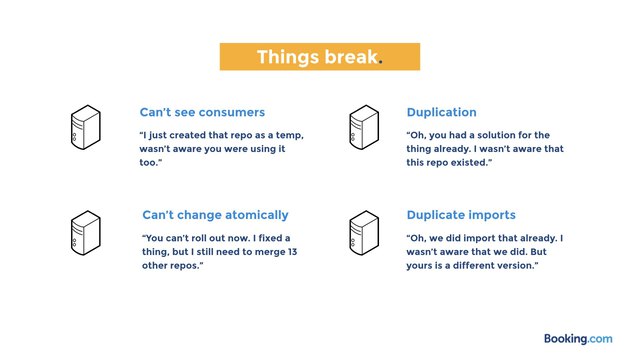 Things break.
Can't see consumers
"I just created that repo as a temp,
wasn't aware you were using it
too."
Duplication
"Oh, you had a solution for the
thing already. I wasn't aware that
this repo existed."
Can't change atomically
"You can't roll out now. I fixed a
thing, but I still need to merge 13
other repos."
Duplicate imports
"Oh, we did import that already. I
wasn't aware that we did. But
yours is a different version."
Booking.com